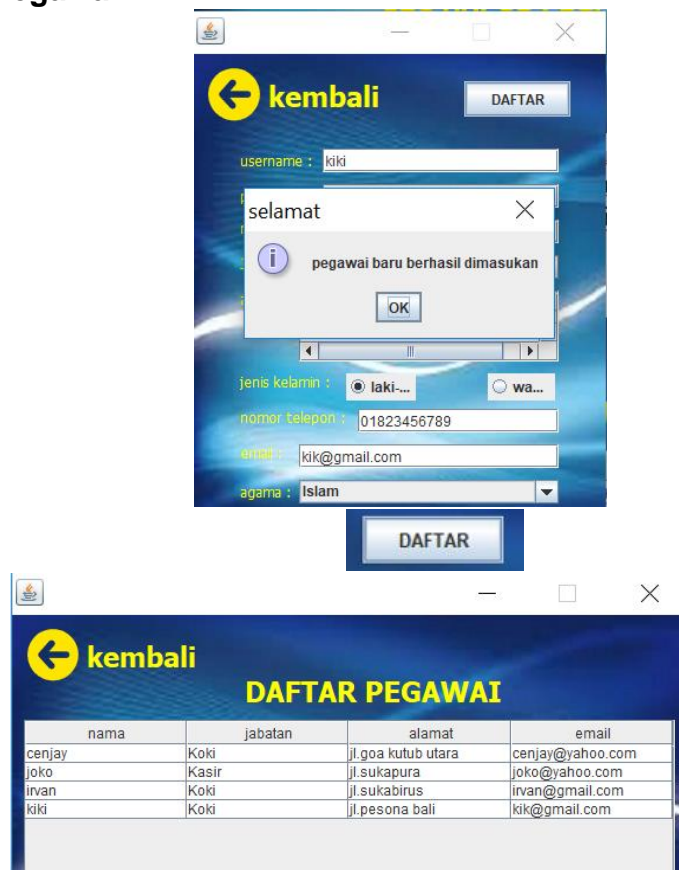 kembali
DAFTAR
username : kiki
selamat
pegawai baru berhasil dimasukan
OK
jenis kelamin : laki-... wa...
nomor telepon : 01823456789
email : kik@gmail.com
agama : Islam
DAFTAR
kembali
DAFTAR PEGAWAI
nama jabatan alamat email
cenjay Koki jl.goa kutub utara cenjay@yahoo.com
joko Kasir jl.sukapura joko@yahoo.com
irvan Koki jl.sukabirus irvan@gmail.com
kiki Koki jl.pesona bali kik@gmail.com